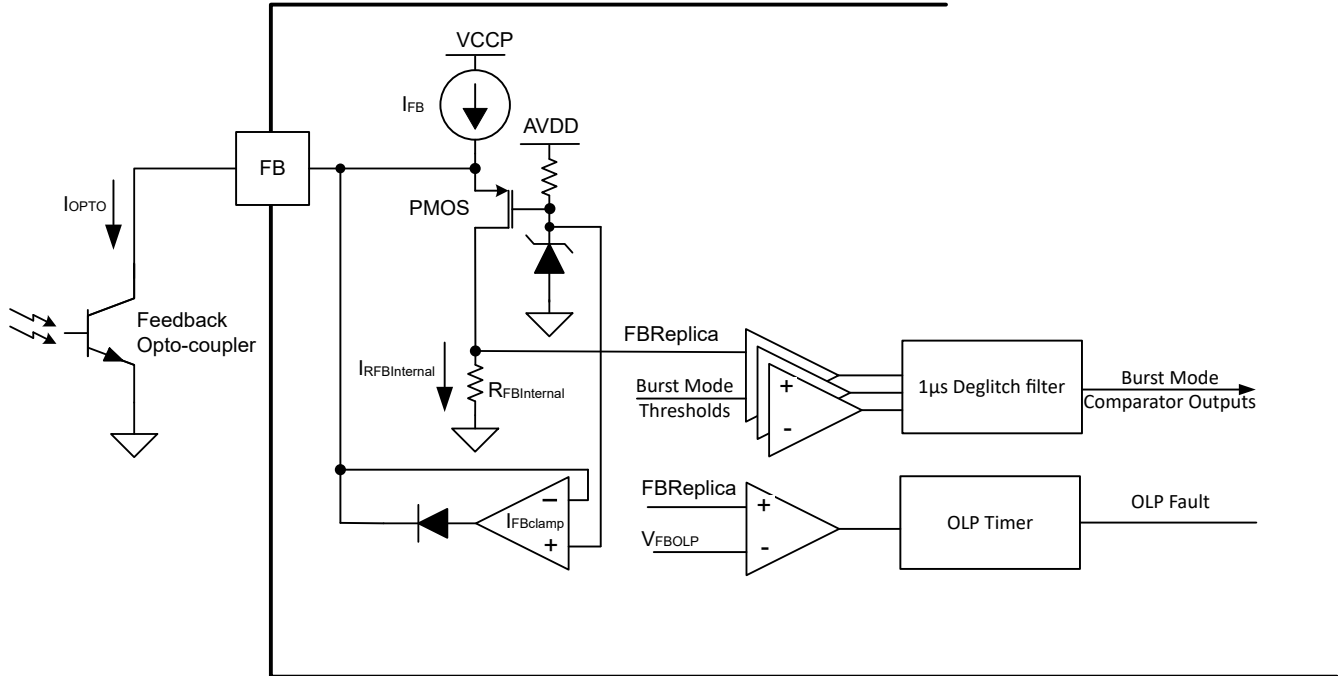 VCCP
IFB
AVDD
FB
PMOS
IOPTO
Feedback
Opto-coupler
FBReplica
IRFBInternal
RFBInternal
Burst Mode
Thresholds
+
-
1µs Deglitch filter
Burst Mode
Comparator Outputs
IFBclamp
−
+
FBReplica
VFBOLP
+
-
OLP Timer
OLP Fault